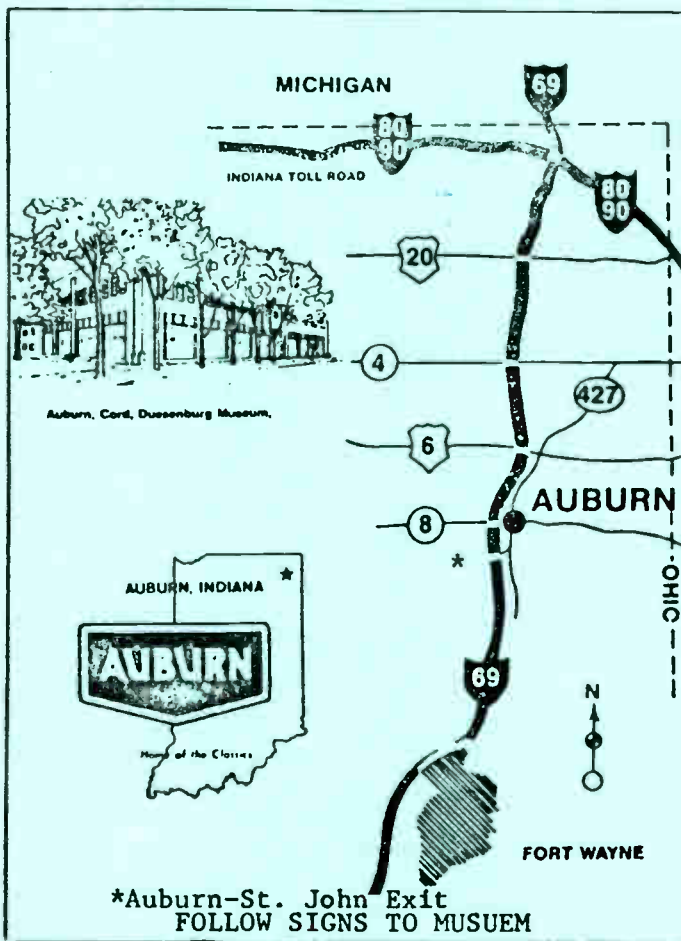 MICHIGAN
69
80
90
INDIANA TOLL ROAD
80
90
20
4
427
Auburn, Cord, Duesenburg Museum,
6
AUBURN
8
*
OHIO
AUBURN, INDIANA
AUBURN
Home of the Classics
69
N
FORT WAYNE
*Auburn-St. John Exit
FOLLOW SIGNS TO MUSUEM